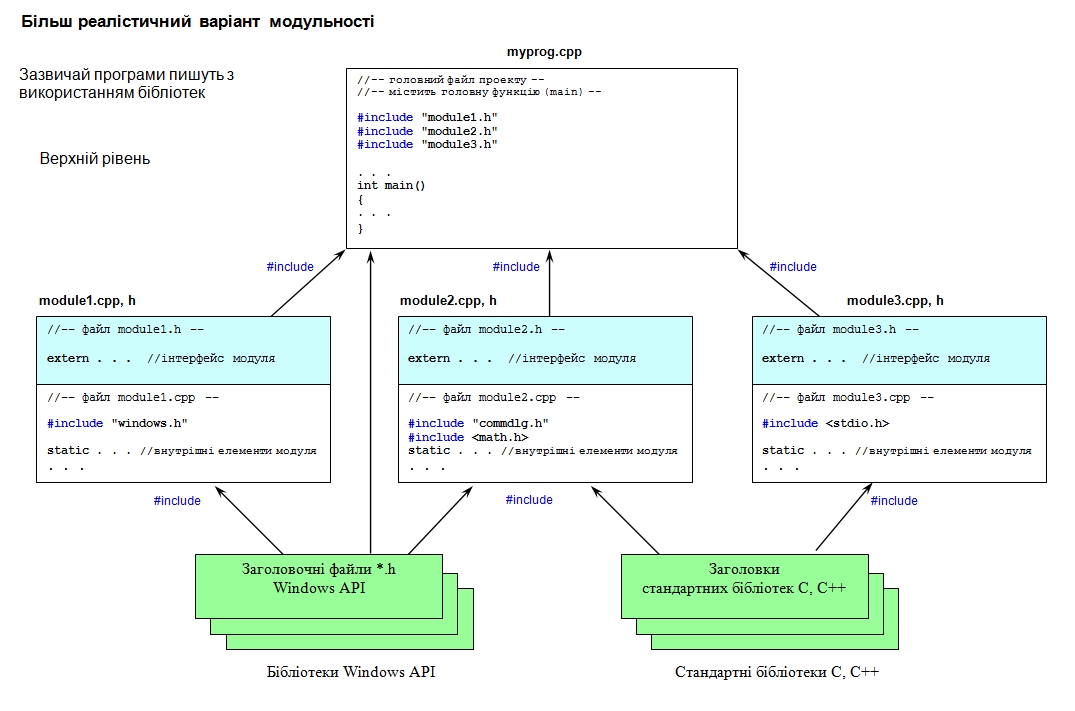 Більш реалістичний варіант модульності
myprog.cpp
Зазвичай програми пишуть з
використанням бібліотек
Верхній рівень
//-- головний файл проекту --
//-- містить головну функцію (main) --
#include "module1.h"
#include "module2.h"
#include "module3.h"
. . .
int main()
{
. . .
}
#include
#include
#include
module1.cpp, h
//-- файл module1.h --
extern . . . //інтерфейс модуля
//-- файл module1.cpp --
#include "windows.h"
static . . . //внутрішні елементи модуля
. . .
module2.cpp, h
//-- файл module2.h --
extern . . . //інтерфейс модуля
//-- файл module2.cpp --
#include "commdlg.h"
#include <math.h>
static . . . //внутрішні елементи модуля
. . .
module3.cpp, h
//-- файл module3.h --
extern . . . //інтерфейс модуля
//-- файл module3.cpp --
#include <stdio.h>
static . . . //внутрішні елементи модуля
. . .
#include
#include
#include
Заголовочні файли *.h
Windows API
Заголовки
стандартних бібліотек C, C++
Бібліотеки Windows API
Стандартні бібліотеки C, C++